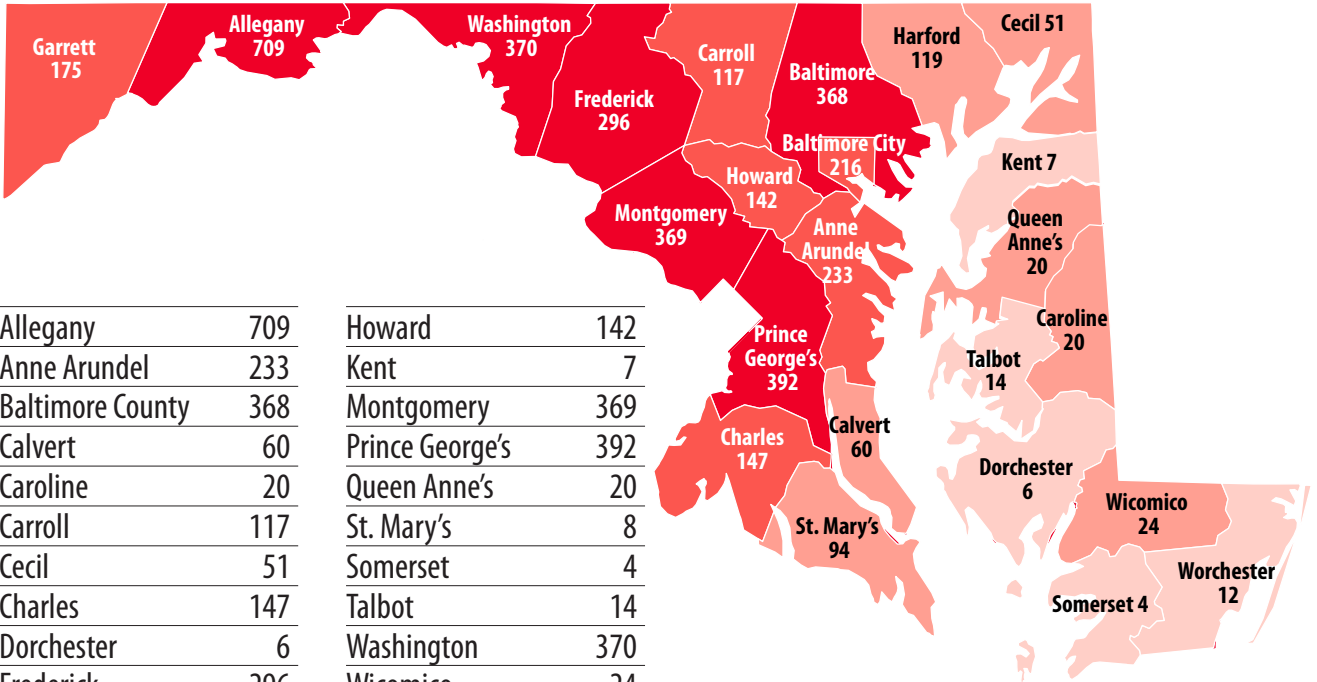 Garrett
175
Allegany
709
Washington
370
Frederick
296
Carroll
117
Baltimore
368
Baltimore City
216
Harford
119
Cecil 51
Howard
142
Montgomery
369
Anne
Arundel
233
Prince
George's
392
Kent 7
Queen
Anne's
20
Caroline
20
Talbot
14
Charles
147
Calvert
60
St. Mary's
94
Dorchester
6
Wicomico
24
Somerset 4
Worchester
12
Allegany 709
Anne Arundel 233
Baltimore County 368
Calvert 60
Caroline 20
Carroll 117
Cecil 51
Charles 147
Dorchester 6
Frederick 296
Howard 142
Kent 7
Montgomery 369
Prince George's 392
Queen Anne's 20
St. Mary's 8
Somerset 4
Talbot 14
Washington 370
Wicomico 24